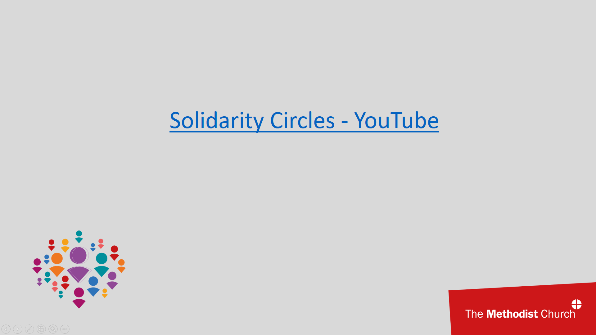 Solidarity Circles - YouTube
The Methodist Church